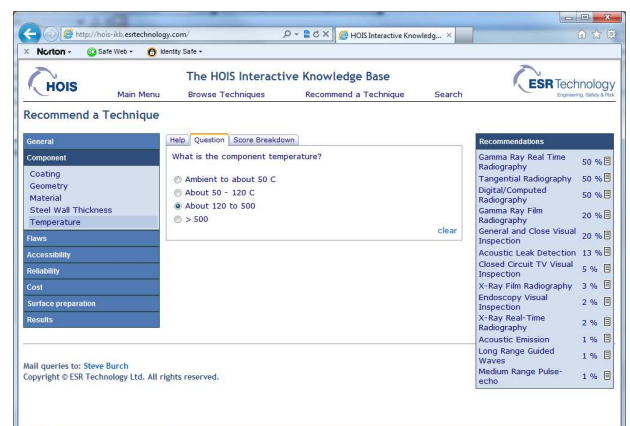 http://hois-ikb.esrtechnology.com/
HOIS Interactive Knowledg...
Norton
Safe Web
Identity Safe
HOIS
The HOIS Interactive Knowledge Base
ESR Technology
Engineering, Safety & Risk
Main Menu
Browse Techniques
Recommend a Technique
Search
Recommend a Technique
General
Component
Coating
Geometry
Material
Steel Wall Thickness
Temperature
Flaws
Accessibility
Reliability
Cost
Surface preparation
Results
Help
Question
Score Breakdown
What is the component temperature?
Ambient to about 50 C
About 50 - 120 C
About 120 to 500
> 500
clear
Recommendations
Gamma Ray Real Time
Radiography 50 %
Tangential Radiography 50 %
Digital/Computed
Radiography 50 %
Gamma Ray Film
Radiography 20 %
General and Close Visual
Inspection 20 %
Acoustic Leak Detection 13 %
Closed Circuit TV Visual
Inspection 5 %
X-Ray Film Radiography 3 %
Endoscopy Visual
Inspection 2 %
X-Ray Real-Time
Radiography 2 %
Acoustic Emission 1 %
Long Range Guided
Waves 1 %
Medium Range Pulse-
echo 1 %
Mail queries to: Steve Burch
Copyright © ESR Technology Ltd. All rights reserved.